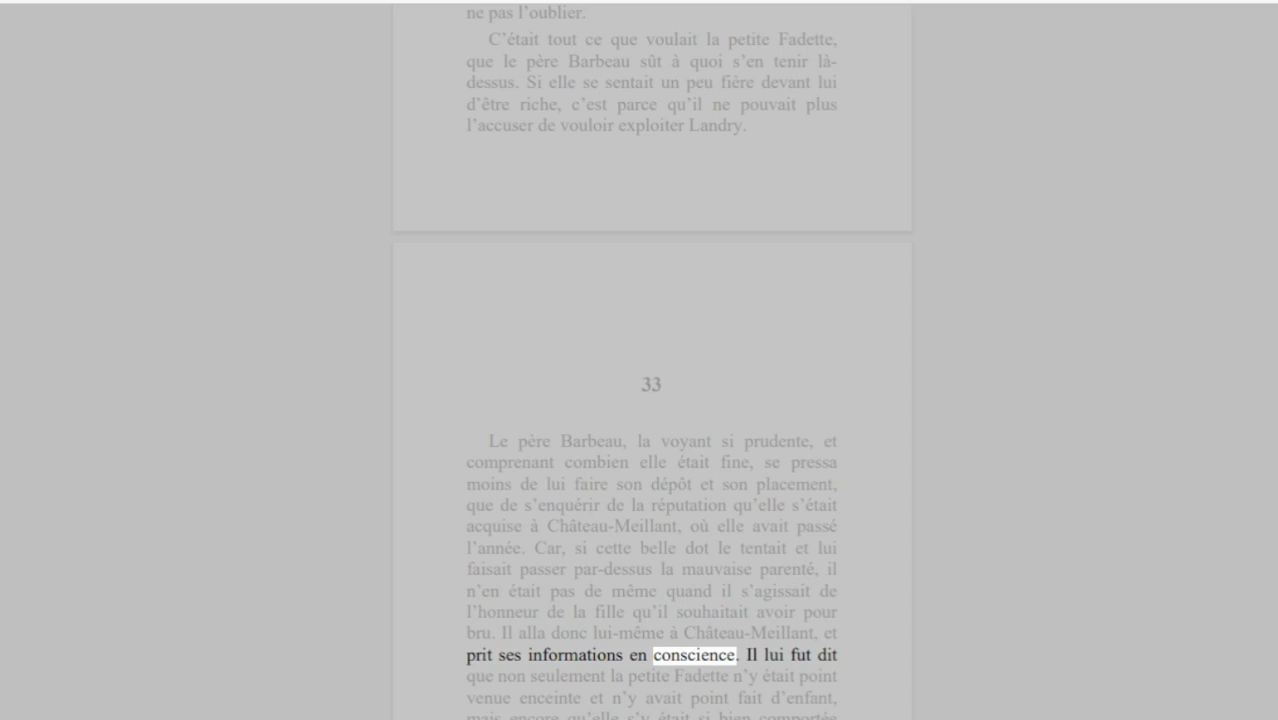 ne pas l’oublier.
C’était tout ce que voulait la petite Fadette,
que le père Barbeau sût à quoi s’en tenir là-
dessus. Si elle se sentait un peu fière devant lui
d’être riche, c’est parce qu’il ne pouvait plus
l’accuser de vouloir exploiter Landry.
33
Le père Barbeau, la voyant si prudente, et
comprenant combien elle était fine, se pressa
moins de lui faire son dépôt et son placement,
que de s’enquérir de la réputation qu’elle s’était
acquise à Château-Meillant, où elle avait passé
l’année. Car, si cette belle dot le tentait et lui
faisait passer par-dessus la mauvaise parenté, il
n’en était pas de même quand il s’agissait de
l’honneur de la fille qu’il souhaitait avoir pour
bru. Il alla donc lui-même à Château-Meillant, et
prit ses informations en conscience. Il lui fut dit
que non seulement la petite Fadette n’y était point
venue enceinte et n’y avait point fait d’enfant,
mais encore qu’elle s’y était si bien comportée